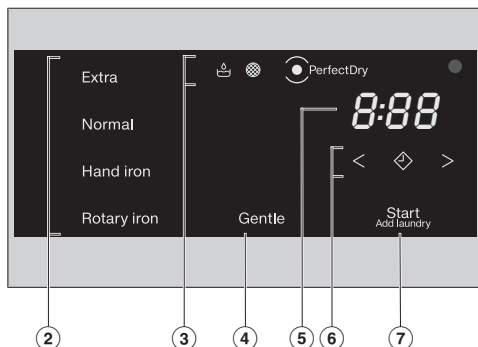 Extra
PerfectDry
8:88
Normal
Hand iron
< >
Rotary iron
Gentle
Start
Add laundry
2 3 4 5 6 7